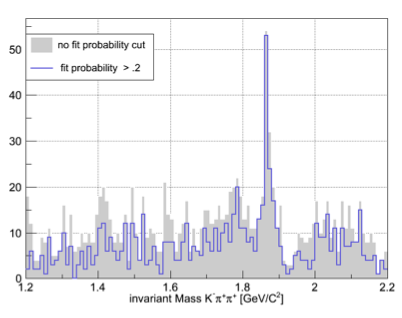 50
40
30
20
10
0
no fit probability cut
fit probability > .2
1.2 1.4 1.6 1.8 2 2.2
invariant Mass K⁻π⁺π⁺ [GeV/C²]